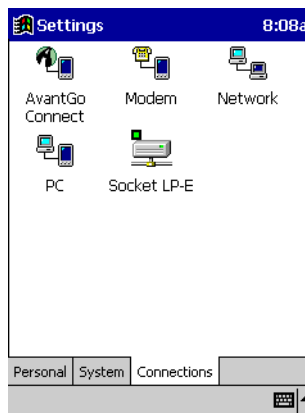 Settings 8:08a
AvantGo Connect
Modem
Network
PC
Socket LP-E
Personal System Connections